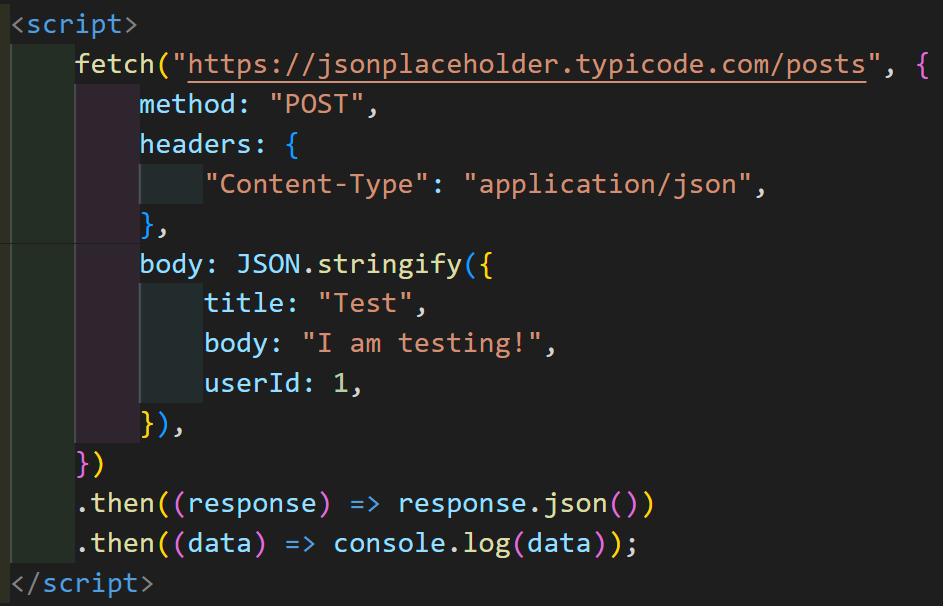 <script>
    fetch("https://jsonplaceholder.typicode.com/posts", {
        method: "POST",
        headers: {
            "Content-Type": "application/json",
        },
        body: JSON.stringify({
            title: "Test",
            body: "I am testing!",
            userId: 1,
        }),
    })
    .then((response) => response.json())
    .then((data) => console.log(data));
</script>